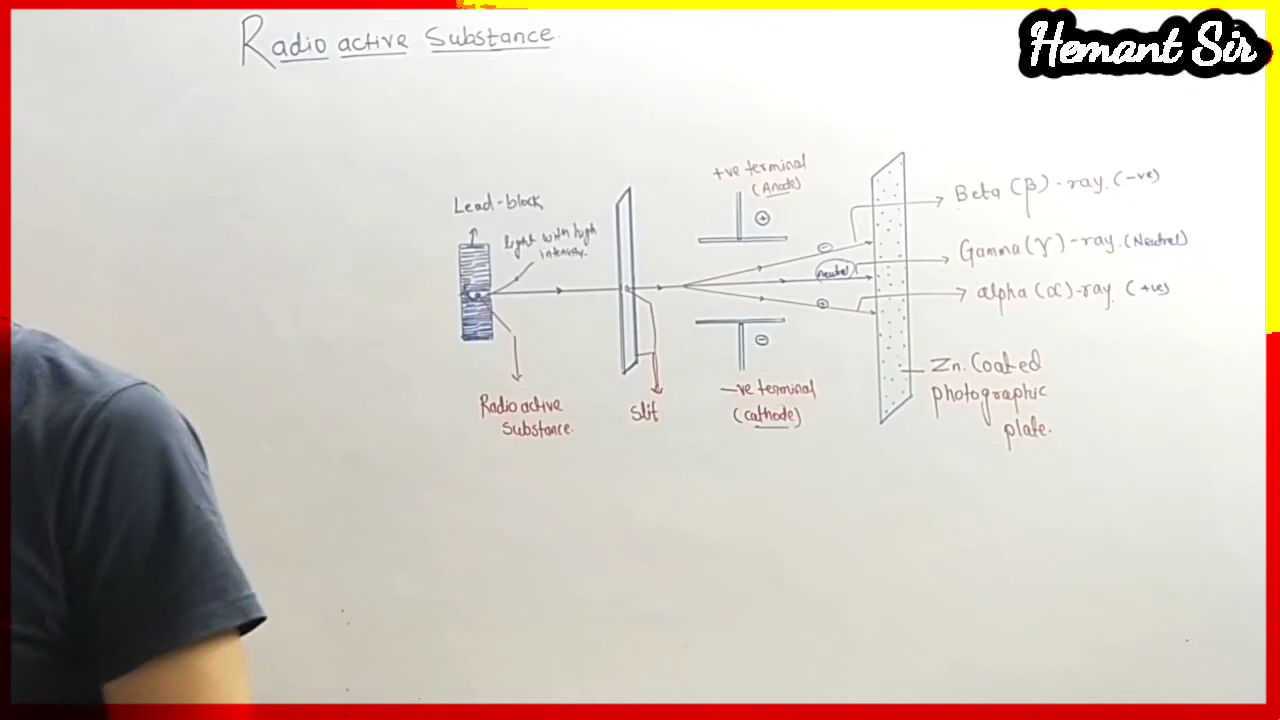 Radio active Substance
Hemant Sir
+ve terminal
(Anode)
+
Lead-block
light with high
intensity.
Beta (β)-ray (-ve)
Gamma (γ)-ray (Neutral)
alpha (α)-ray (+ve)
-
neutral
+
-
Radio active
Substance.
Slit
-ve terminal
(cathode)
Zn. Coated
photographic
plate.